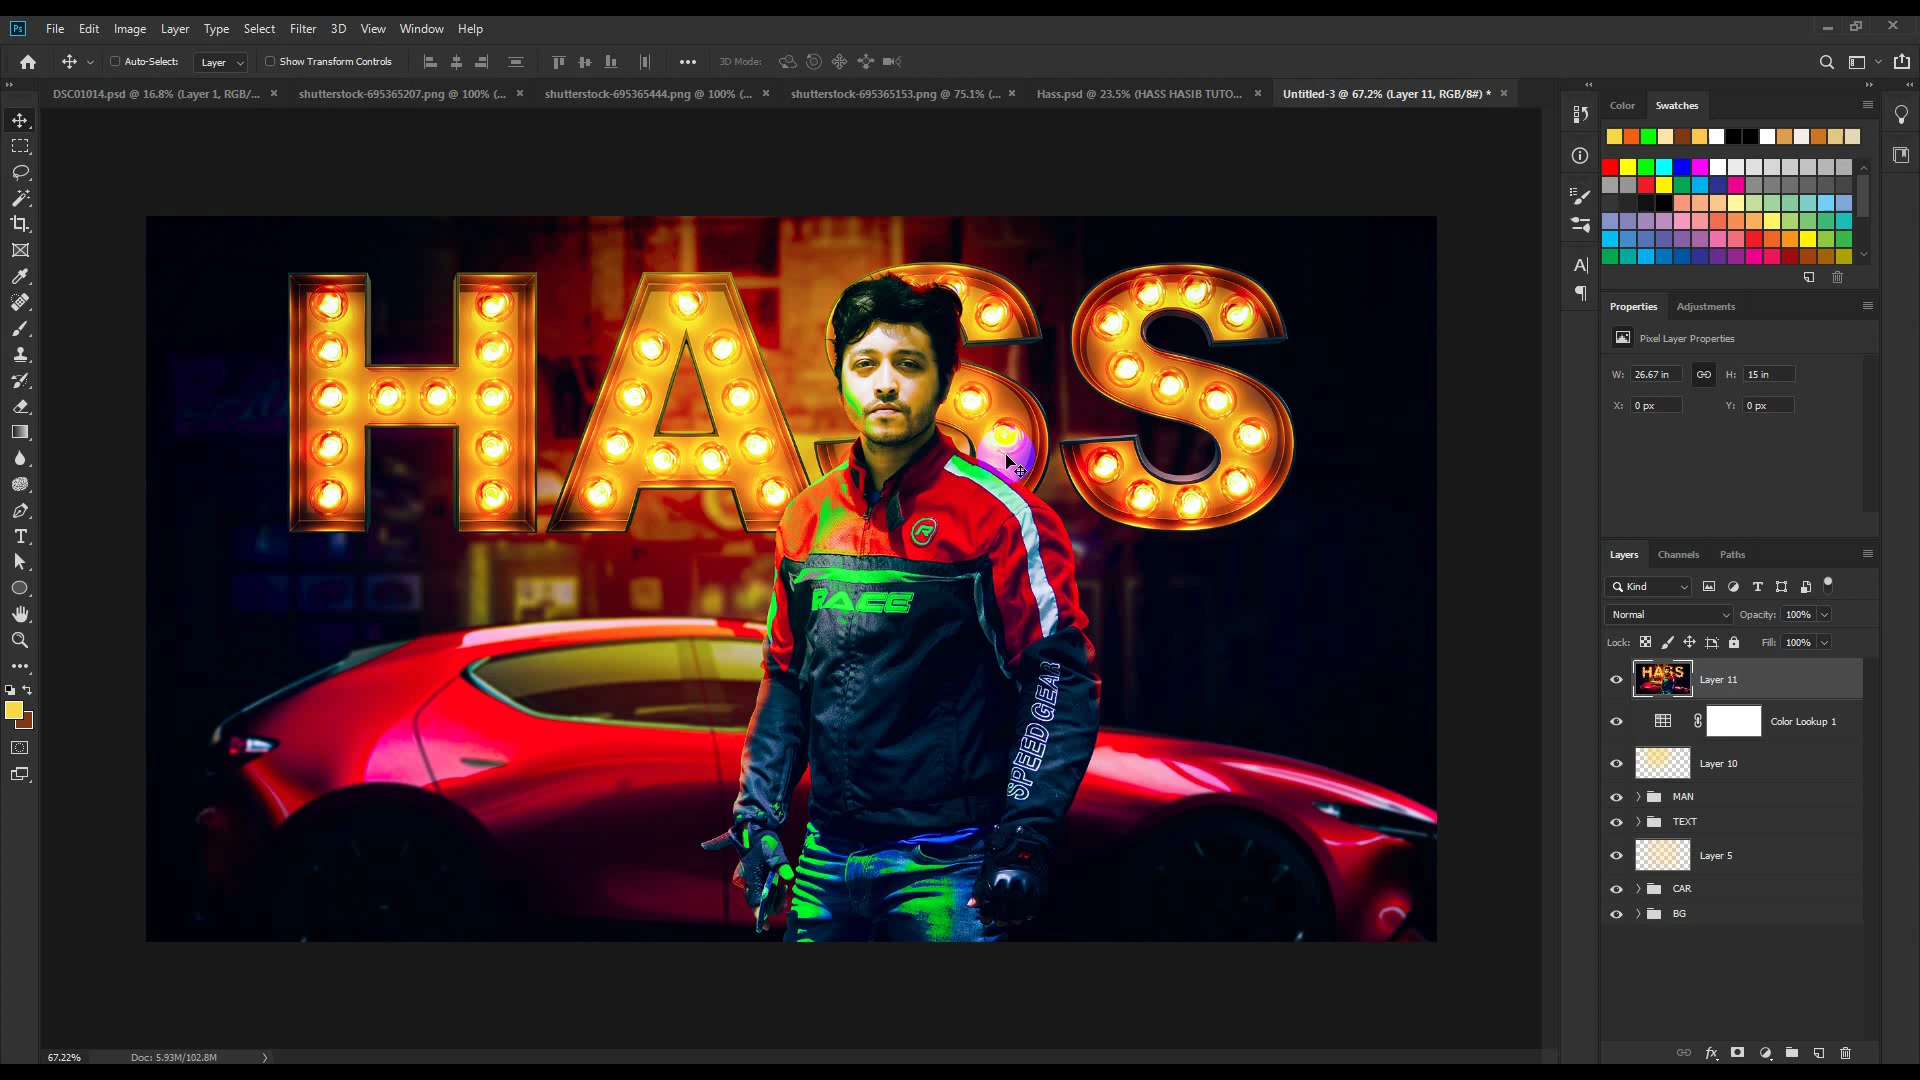 Ps File Edit Image Layer Type Select Filter 3D View Window Help
Auto-Select: Layer Show Transform Controls 3D Mode:
DSC01014.psd @ 16.8% (Layer 1, RGB/... × shutterstock-695365207.png @ 100% (... × shutterstock-695365444.png @ 100% (... × shutterstock-695365153.png @ 75.1% (... × Hass.psd @ 23.5% (HASS HASIB TUTO... × Untitled-3 @ 67.2% (Layer 11, RGB/8#) * ×
Color Swatches
HASS
R
RACE
SPEED GEAR
Properties Adjustments
Pixel Layer Properties
W: 26.67 in H: 15 in
X: 0 px Y: 0 px
Layers Channels Paths
Kind
Normal Opacity: 100%
Lock: Fill: 100%
HASS Layer 11
Color Lookup 1
Layer 10
MAN
TEXT
Layer 5
CAR
BG
67.22% Doc: 5.93M/102.8M